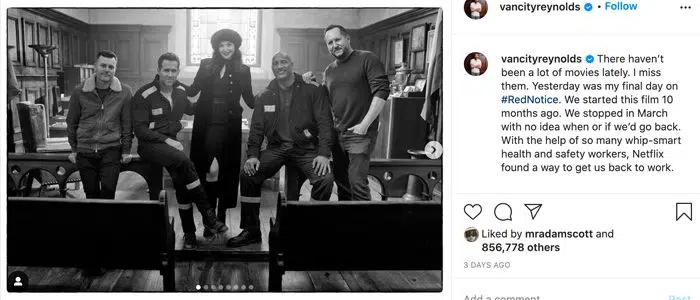 vancityreynolds • Follow
vancityreynolds There haven't
been a lot of movies lately. I miss
them. Yesterday was my final day on
#RedNotice. We started this film 10
months ago. We stopped in March
with no idea when or if we'd go back.
With the help of so many whip-smart
health and safety workers, Netflix
found a way to get us back to work.
Liked by mradamscott and
856,778 others
3 DAYS AGO
Add a comment... Post